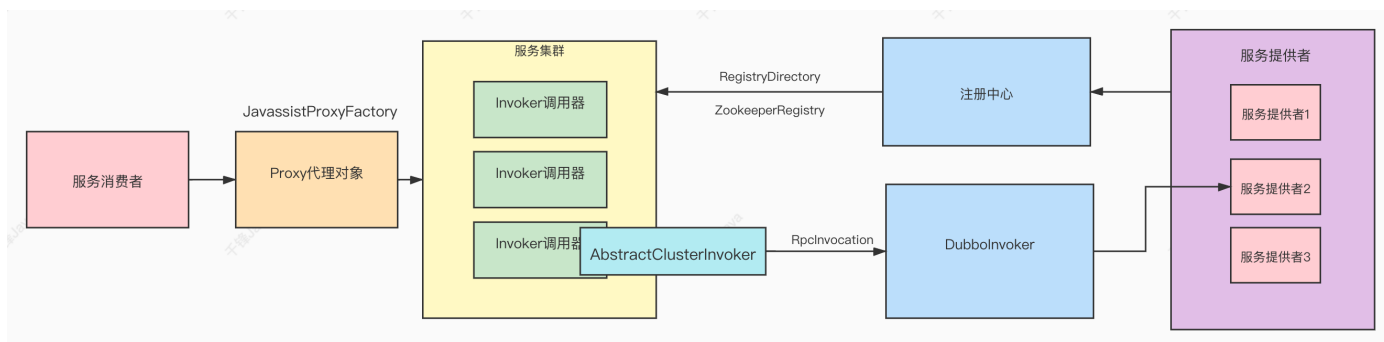 服务消费者
JavassistProxyFactory
Proxy代理对象
服务集群
Invoker调用器
Invoker调用器
Invoker调用器
AbstractClusterInvoker
RegistryDirectory
ZookeeperRegistry
注册中心
RpcInvocation
DubboInvoker
服务提供者
服务提供者1
服务提供者2
服务提供者3